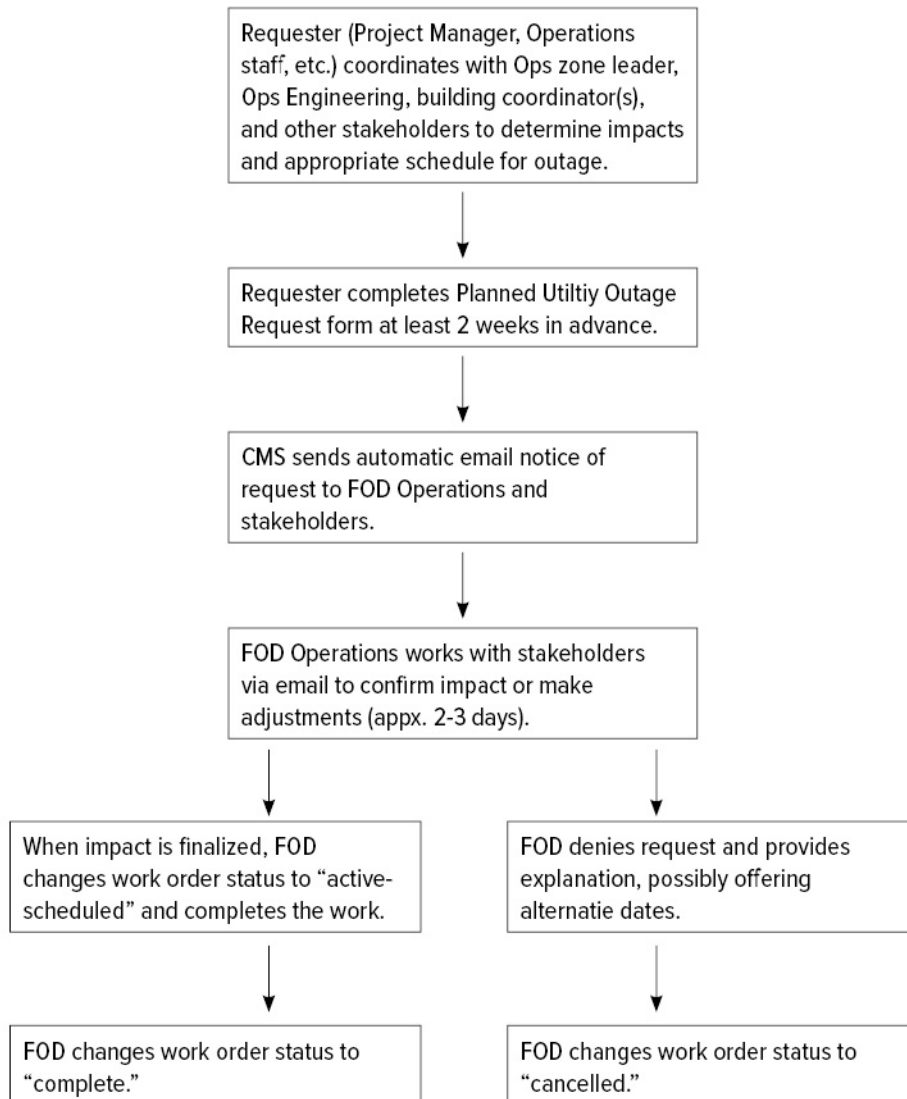 Requester (Project Manager, Operations
staff, etc.) coordinates with Ops zone leader,
Ops Engineering, building coordinator(s),
and other stakeholders to determine impacts
and appropriate schedule for outage.
Requester completes Planned Utiltiy Outage
Request form at least 2 weeks in advance.
CMS sends automatic email notice of
request to FOD Operations and
stakeholders.
FOD Operations works with stakeholders
via email to confirm impact or make
adjustments (appx. 2-3 days).
When impact is finalized, FOD
changes work order status to “active-
scheduled” and completes the work.
FOD denies request and provides
explanation, possibly offering
alternatie dates.
FOD changes work order status to
“complete.”
FOD changes work order status to
“cancelled.”